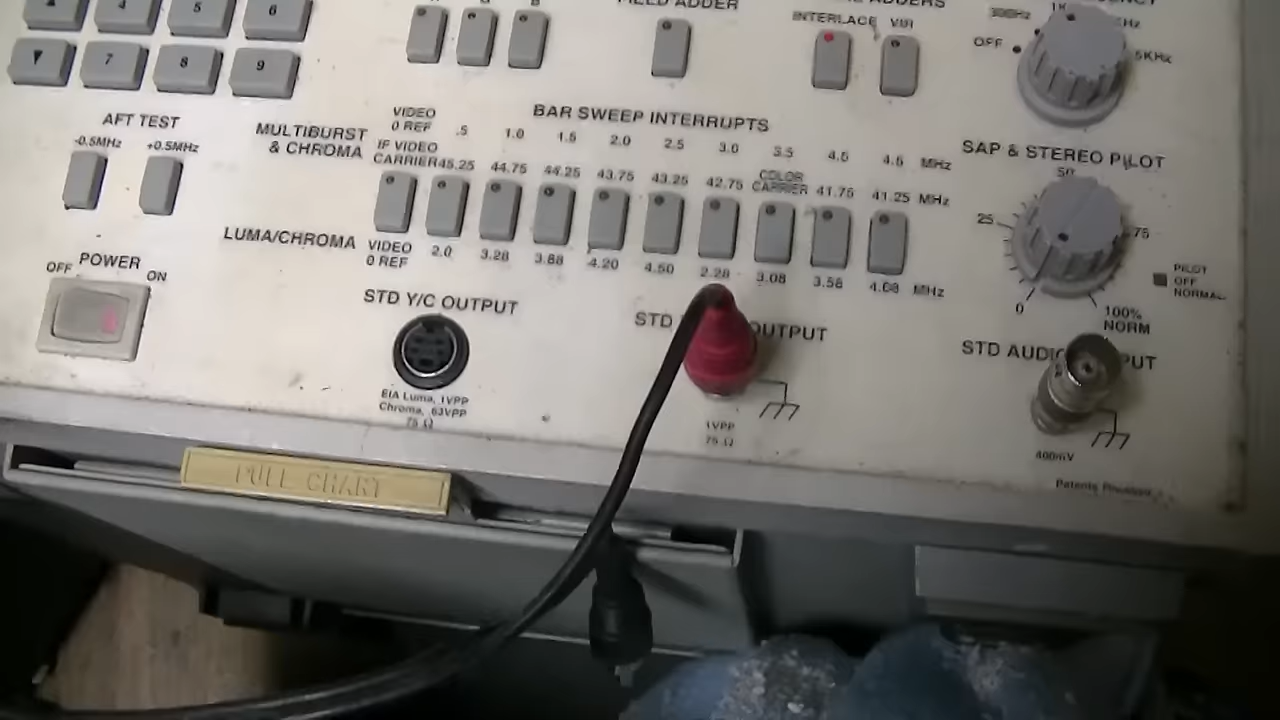 4 5 6
7 8 9
FIELD ADDER
ADDERS
INTERLACE VIRI
OFF
5KHz
AFT TEST
-0.5MHz +0.5MHz
MULTIBURST
& CHROMA
VIDEO
0 REF
BAR SWEEP INTERRUPTS
.5 1.0 1.5 2.0 2.5 3.0 3.5 4.0 4.5 MHz
IF VIDEO
CARRIER 45.25 44.75 44.25 43.75 43.25 42.75 COLOR
CARRIER 41.75 41.25 MHz
LUMA/CHROMA
VIDEO
0 REF
2.0 3.28 3.88 4.20 4.50 2.28 3.08 3.58 4.08 MHz
SAP & STEREO PILOT
50
25 75
0 100%
NORM
PILOT
OFF
NORMAL
POWER
OFF ON
STD Y/C OUTPUT
EIA Luma, 1VPP
Chroma, .63VPP
75 Ω
STD OUTPUT
1VPP
75 Ω
STD AUDIO
400mV
PULL CHART